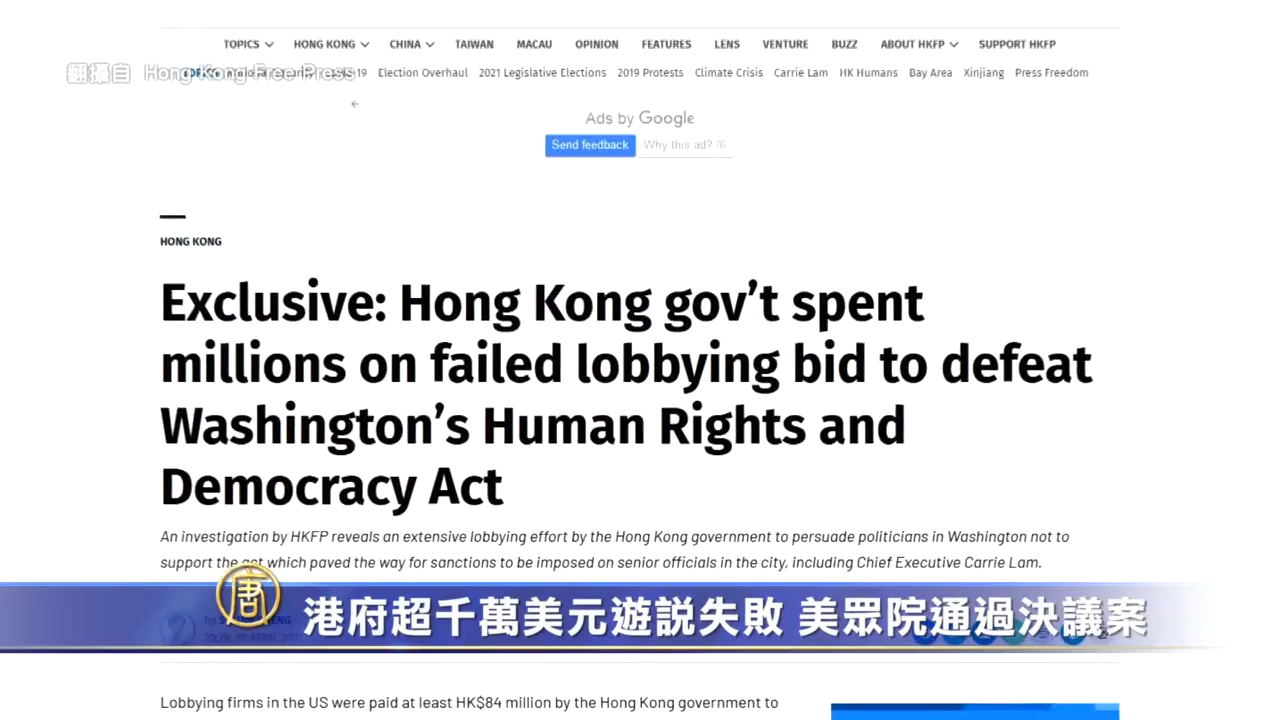 TOPICS HONG KONG CHINA TAIWAN MACAU OPINION FEATURES LENS VENTURE BUZZ ABOUT HKFP SUPPORT HKFP
翻攝自 Hong Kong Free Press
Election Overhaul 2021 Legislative Elections 2019 Protests Climate Crisis Carrie Lam HK Humans Bay Area Xinjiang Press Freedom
Ads by Google
Send feedback Why this ad?
HONG KONG
Exclusive: Hong Kong gov’t spent
millions on failed lobbying bid to defeat
Washington’s Human Rights and
Democracy Act
An investigation by HKFP reveals an extensive lobbying effort by the Hong Kong government to persuade politicians in Washington not to
support the act which paved the way for sanctions to be imposed on senior officials in the city, including Chief Executive Carrie Lam.
唐
港府超千萬美元遊說失敗 美眾院通過決議案
Lobbying firms in the US were paid at least HK$84 million by the Hong Kong government to